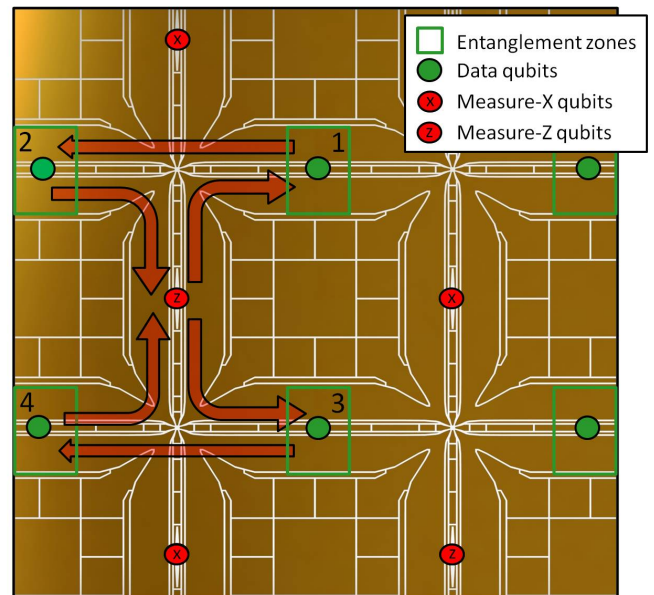 x
Entanglement zones
Data qubits
x Measure-X qubits
z Measure-Z qubits
2
1
z
x
4
3
x
z